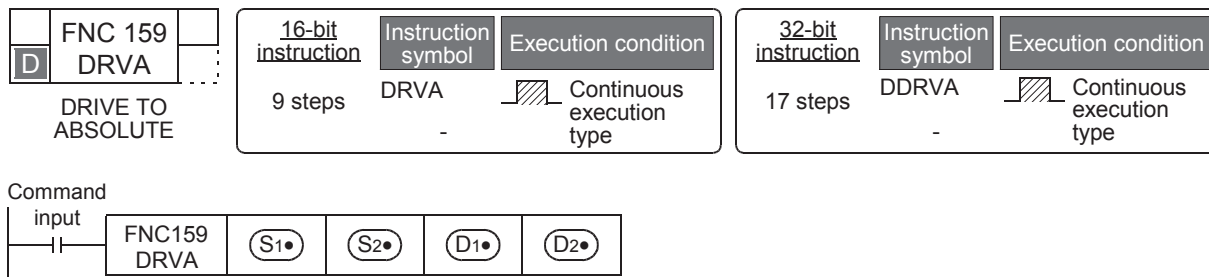 FNC 159
D DRVA
DRIVE TO
ABSOLUTE
16-bit
instruction
Instruction
symbol
Execution condition
9 steps
DRVA
Continuous
execution
type
-
32-bit
instruction
Instruction
symbol
Execution condition
17 steps
DDRVA
Continuous
execution
type
-
Command
input
FNC159
DRVA
S1•
S2•
D1•
D2•